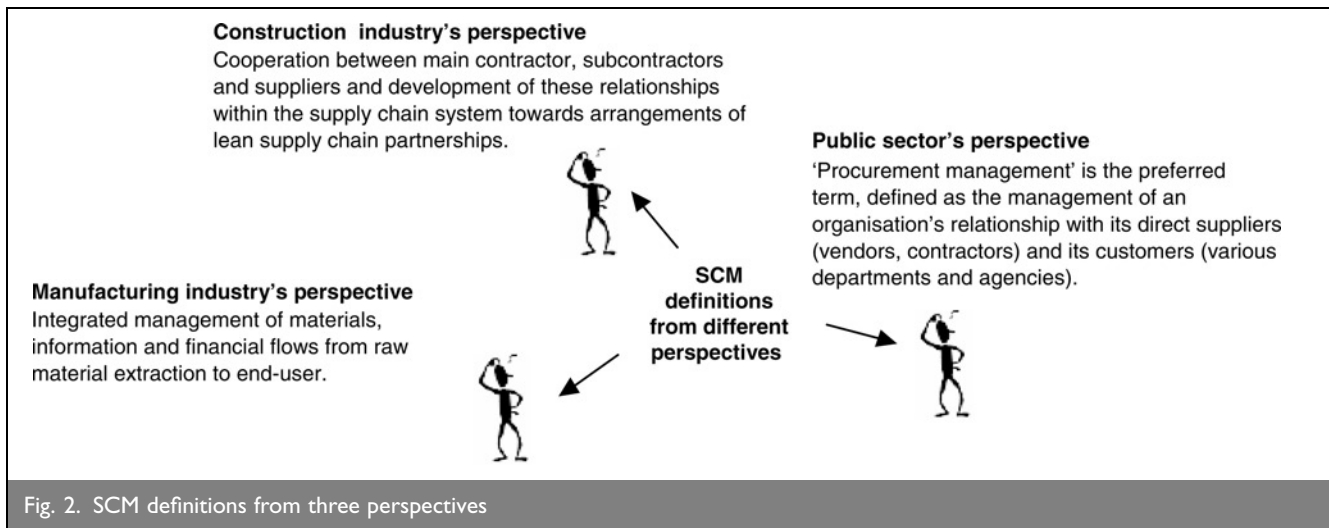 Construction industry's perspective
Cooperation between main contractor, subcontractors
and suppliers and development of these relationships
within the supply chain system towards arrangements of
lean supply chain partnerships.
Public sector's perspective
'Procurement management' is the preferred
term, defined as the management of an
organisation's relationship with its direct suppliers
(vendors, contractors) and its customers (various
departments and agencies).
SCM
definitions
from different
perspectives
Manufacturing industry's perspective
Integrated management of materials,
information and financial flows from raw
material extraction to end-user.
Fig. 2. SCM definitions from three perspectives